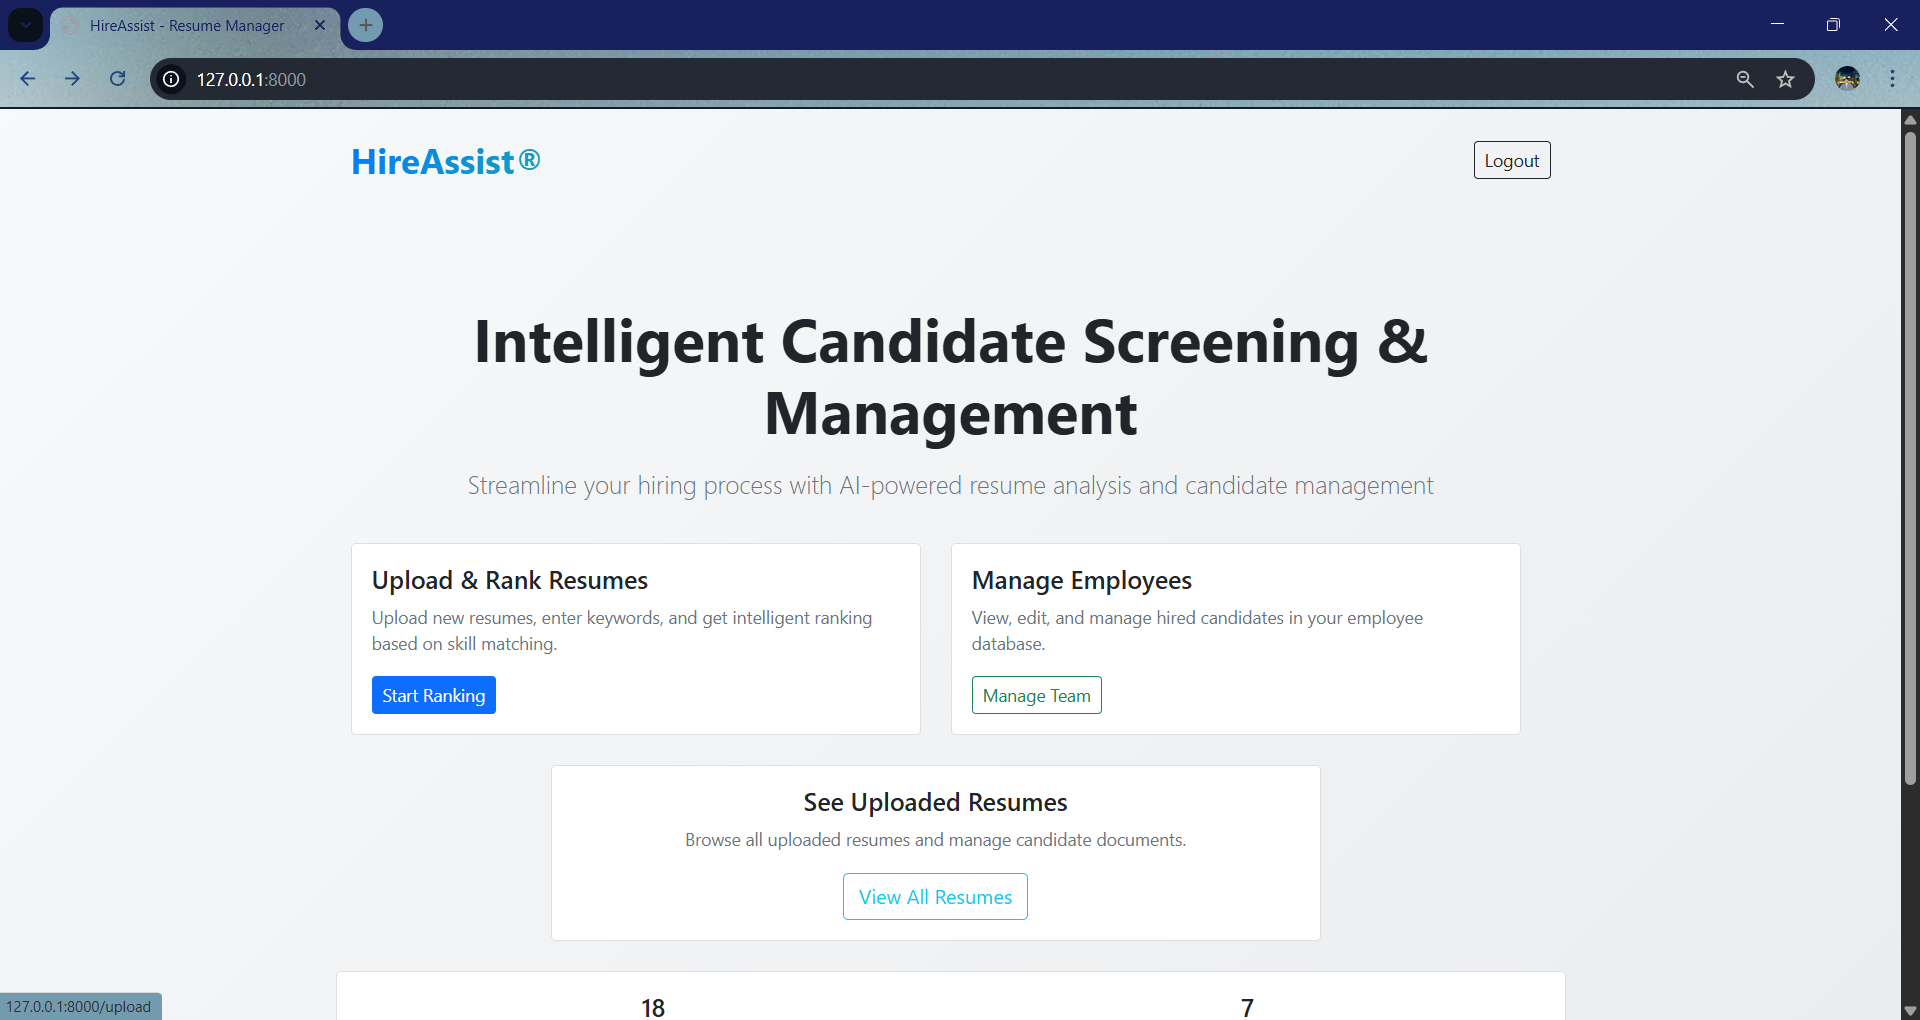 HireAssist - Resume Manager
127.0.0.1:8000
HireAssist®
Logout
Intelligent Candidate Screening &
Management
Streamline your hiring process with AI-powered resume analysis and candidate management
Upload & Rank Resumes
Upload new resumes, enter keywords, and get intelligent ranking
based on skill matching.
Start Ranking
Manage Employees
View, edit, and manage hired candidates in your employee
database.
Manage Team
See Uploaded Resumes
Browse all uploaded resumes and manage candidate documents.
View All Resumes
18
7
127.0.0.1:8000/upload